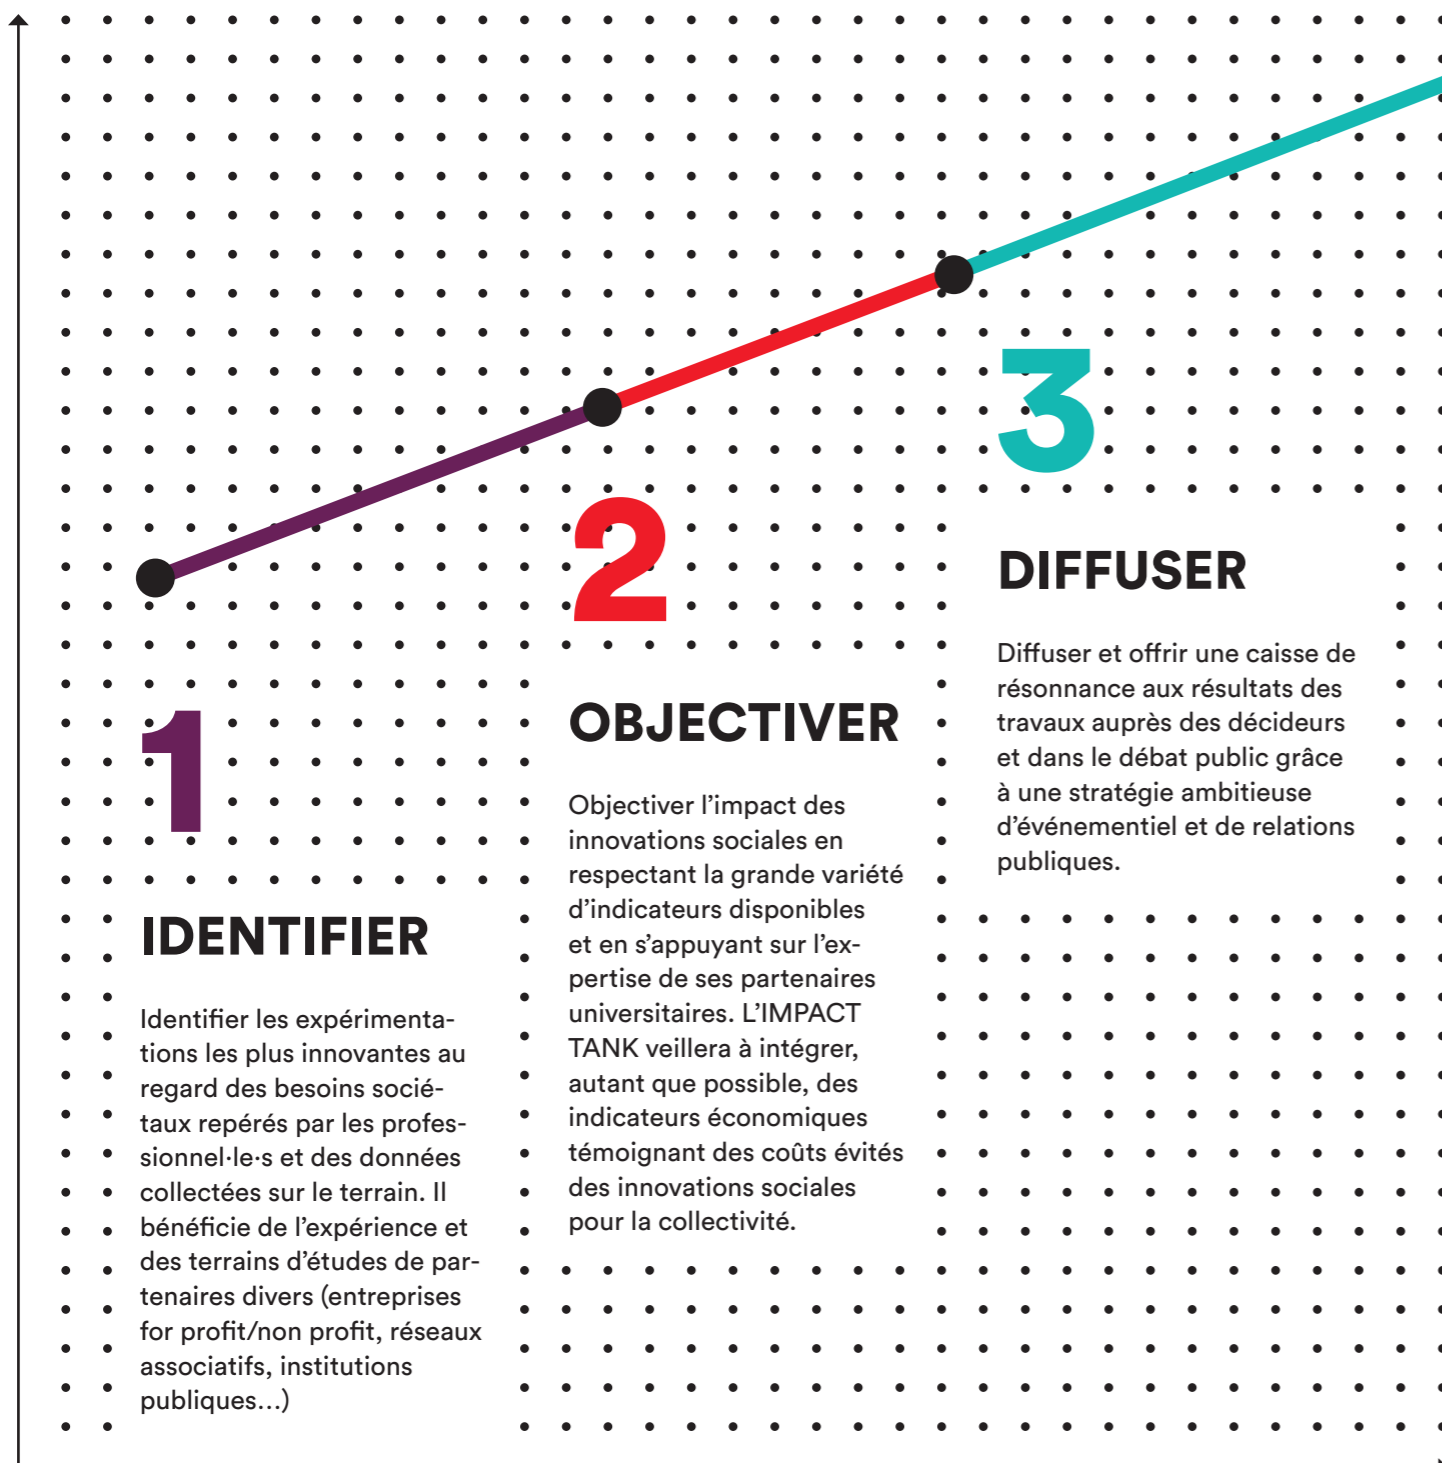 1
IDENTIFIER
Identifier les expérimenta-
tions les plus innovantes au
regard des besoins socié-
taux repérés par les profes-
sionnel·le·s et des données
collectées sur le terrain. Il
bénéficie de l’expérience et
des terrains d’études de par-
tenaires divers (entreprises
for profit/non profit, réseaux
associatifs, institutions
publiques…)
2
OBJECTIVER
Objectiver l’impact des
innovations sociales en
respectant la grande variété
d’indicateurs disponibles
et en s’appuyant sur l’ex-
pertise de ses partenaires
universitaires. L’IMPACT
TANK veillera à intégrer,
autant que possible, des
indicateurs économiques
témoignant des coûts évités
des innovations sociales
pour la collectivité.
3
DIFFUSER
Diffuser et offrir une caisse de
résonnance aux résultats des
travaux auprès des décideurs
et dans le débat public grâce
à une stratégie ambitieuse
d’événementiel et de relations
publiques.